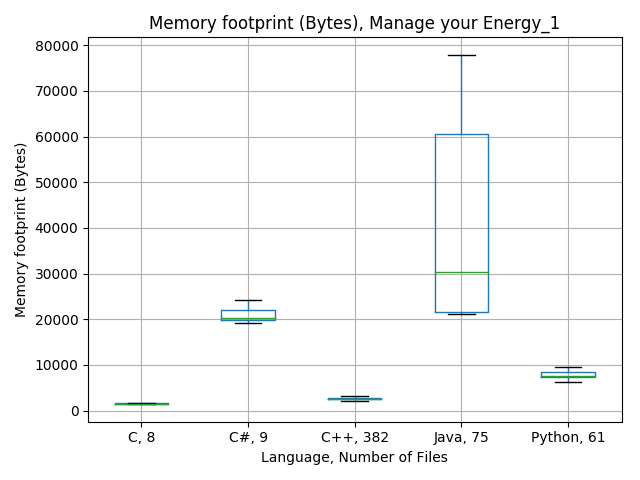 Memory footprint (Bytes), Manage your Energy_1
80000
70000
60000
50000
40000
30000
20000
10000
0
Memory footprint (Bytes)
C, 8
C#, 9
C++, 382
Java, 75
Python, 61
Language, Number of Files